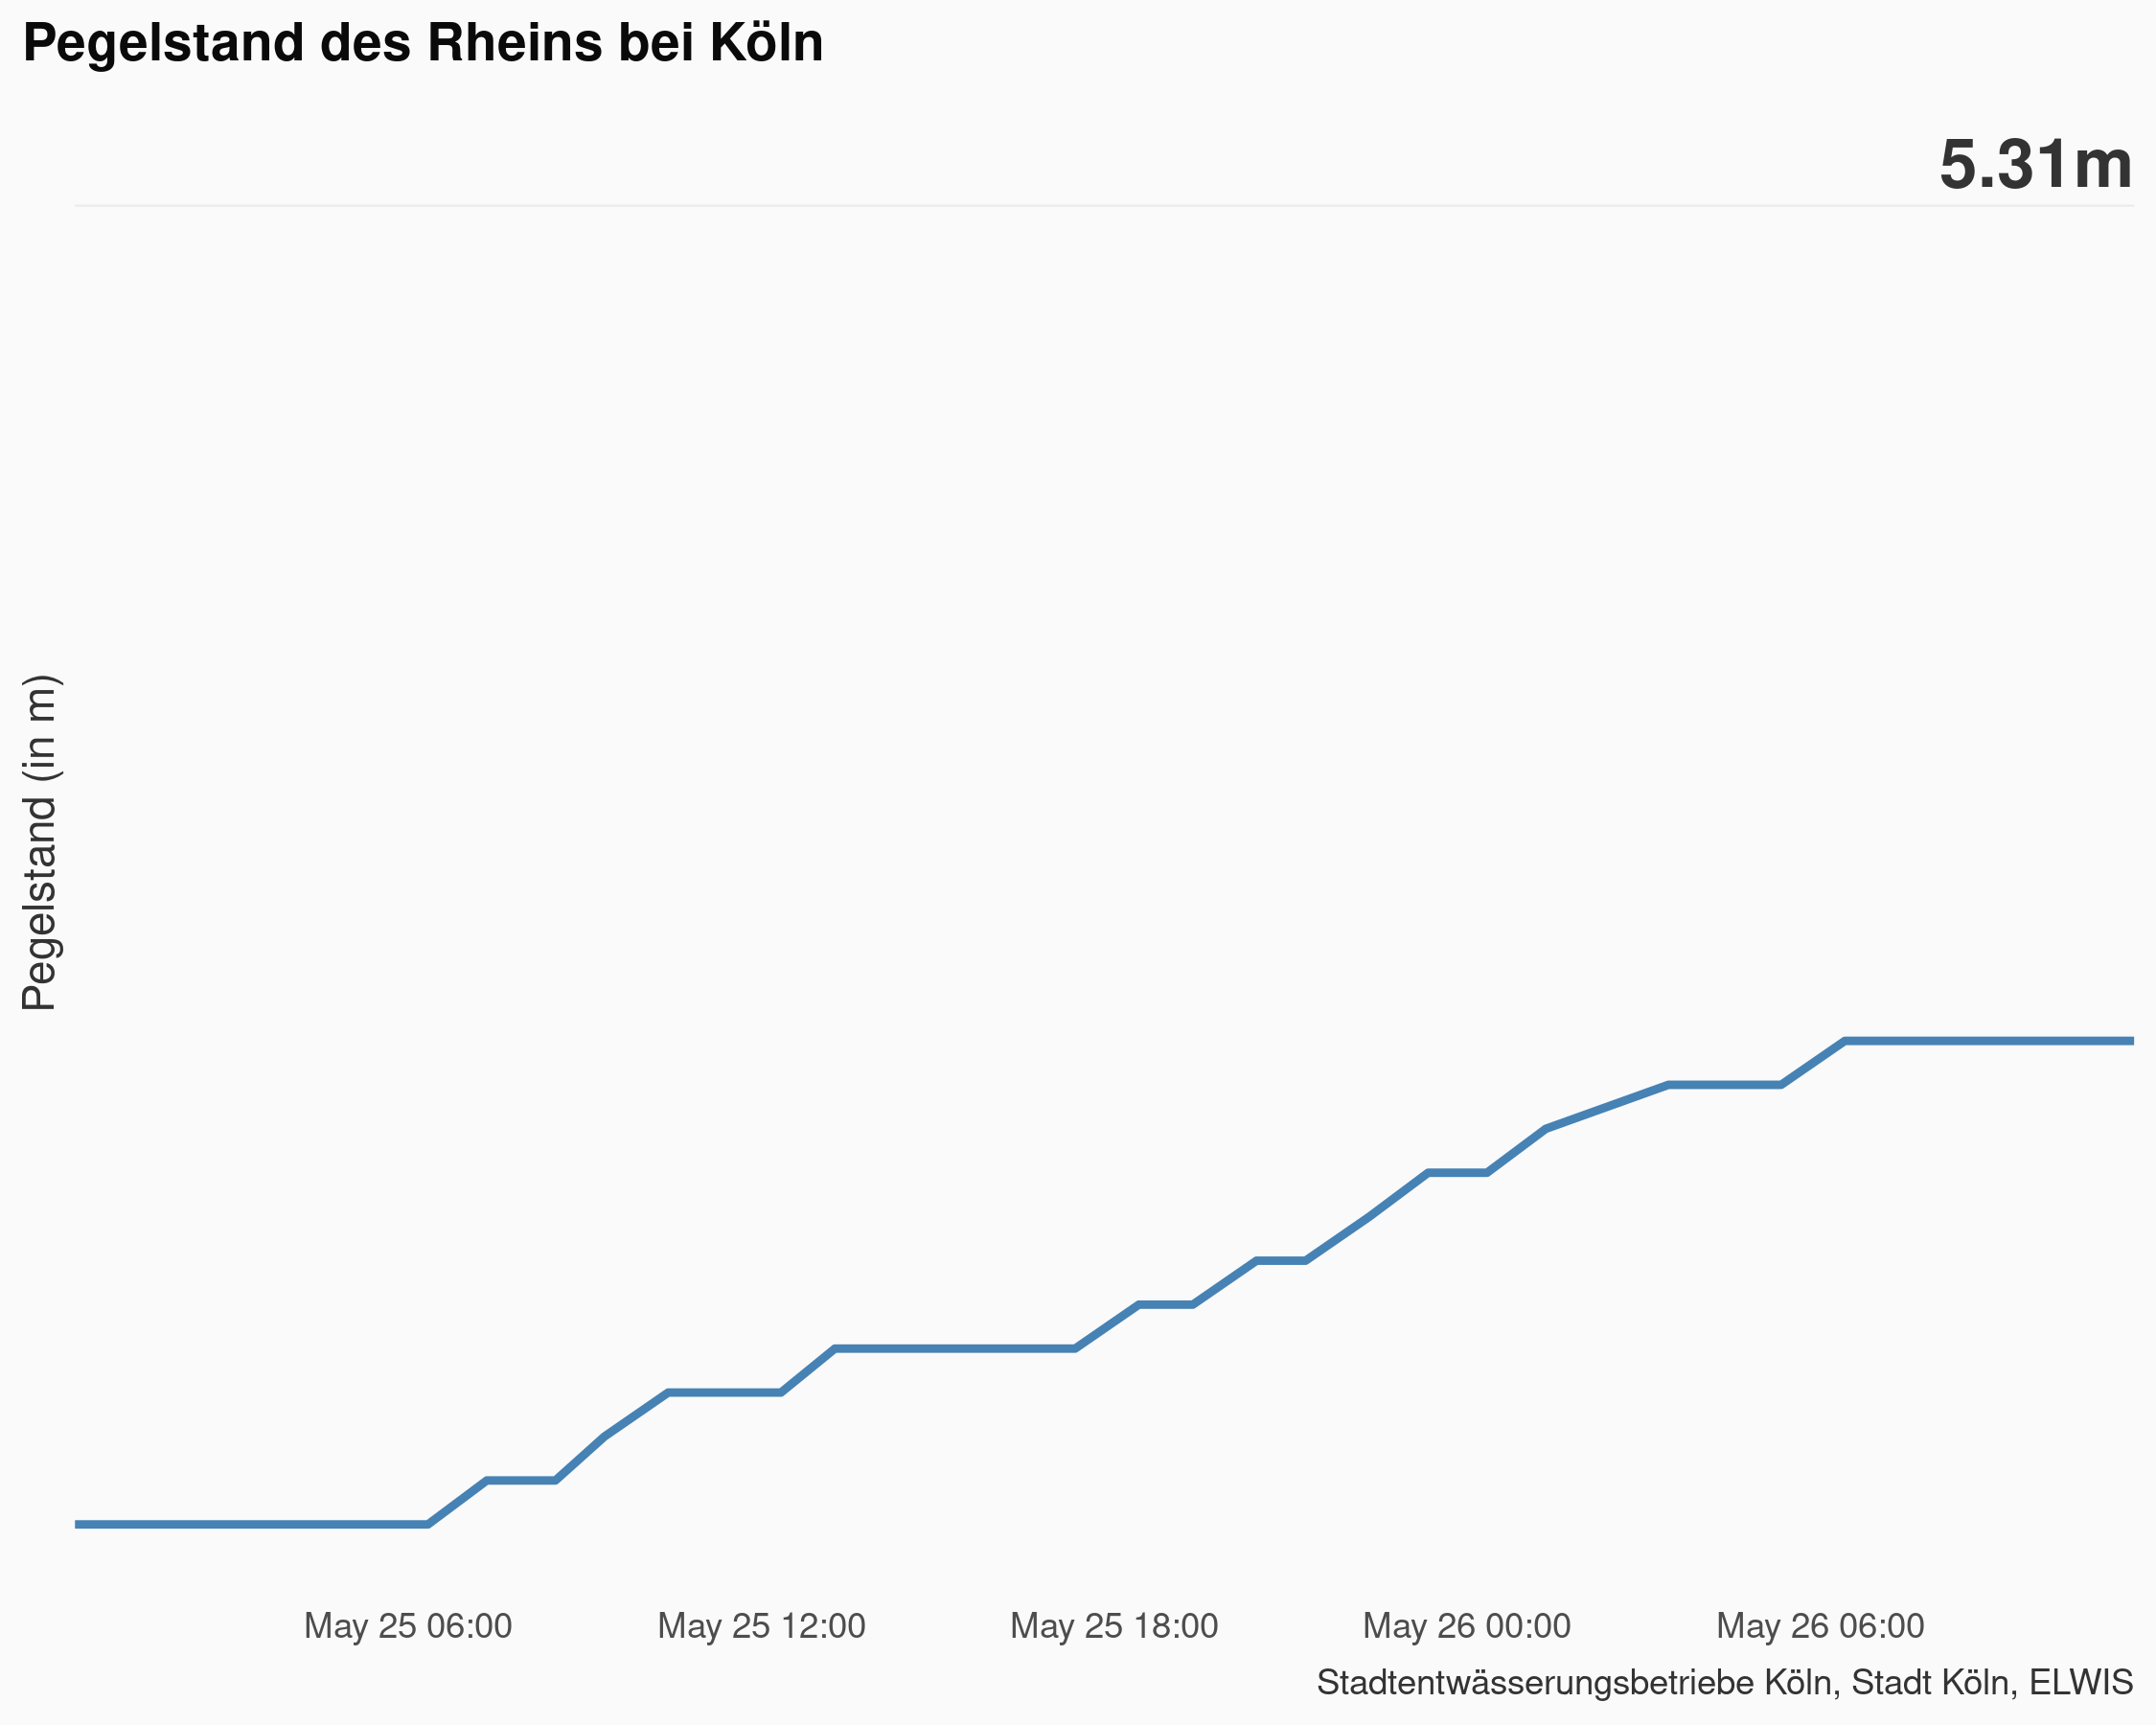 Pegelstand des Rheins bei Köln
5.31m
Pegelstand (in m)
May 25 06:00 May 25 12:00 May 25 18:00 May 26 00:00 May 26 06:00
Stadtentwässerungsbetriebe Köln, Stadt Köln, ELWIS